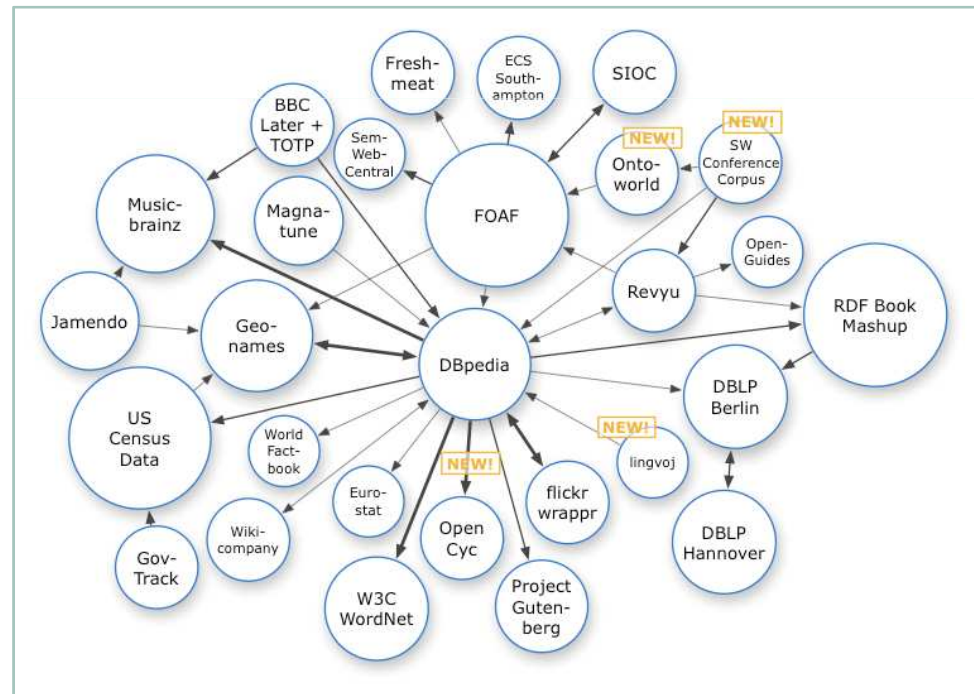 Fresh-
meat
ECS
South-
ampton
SIOC
BBC
Later +
TOTP
NEW!
NEW!
Sem-
Web-
Central
Onto-
world
SW
Conference
Corpus
Music-
brainz
Magna-
tune
FOAF
Open-
Guides
Revyu
RDF Book
Mashup
Jamendo
Geo-
names
DBpedia
DBLP
Berlin
US
Census
Data
World
Fact-
book
NEW!
lingvoj
NEW!
Euro-
stat
flickr
wrappr
Wiki-
company
Open
Cyc
DBLP
Hannover
Gov-
Track
W3C
WordNet
Project
Guten-
berg